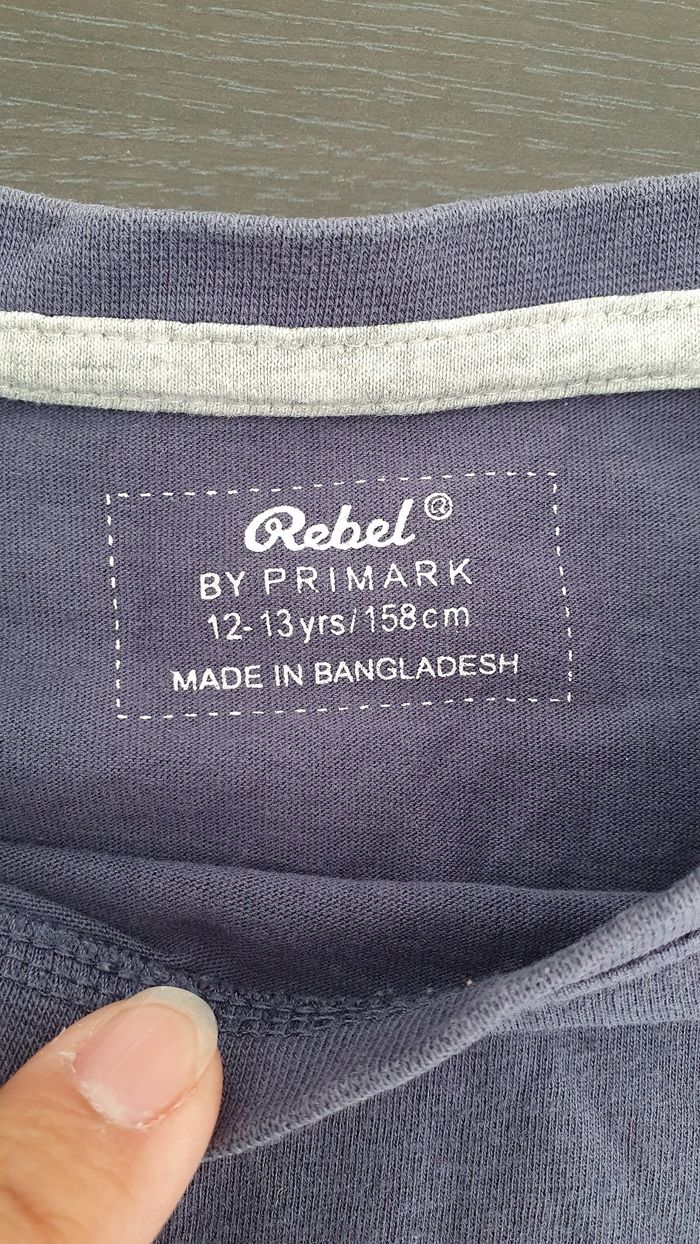 Rebel®
BY PRIMARK
12-13yrs/158cm
MADE IN BANGLADESH